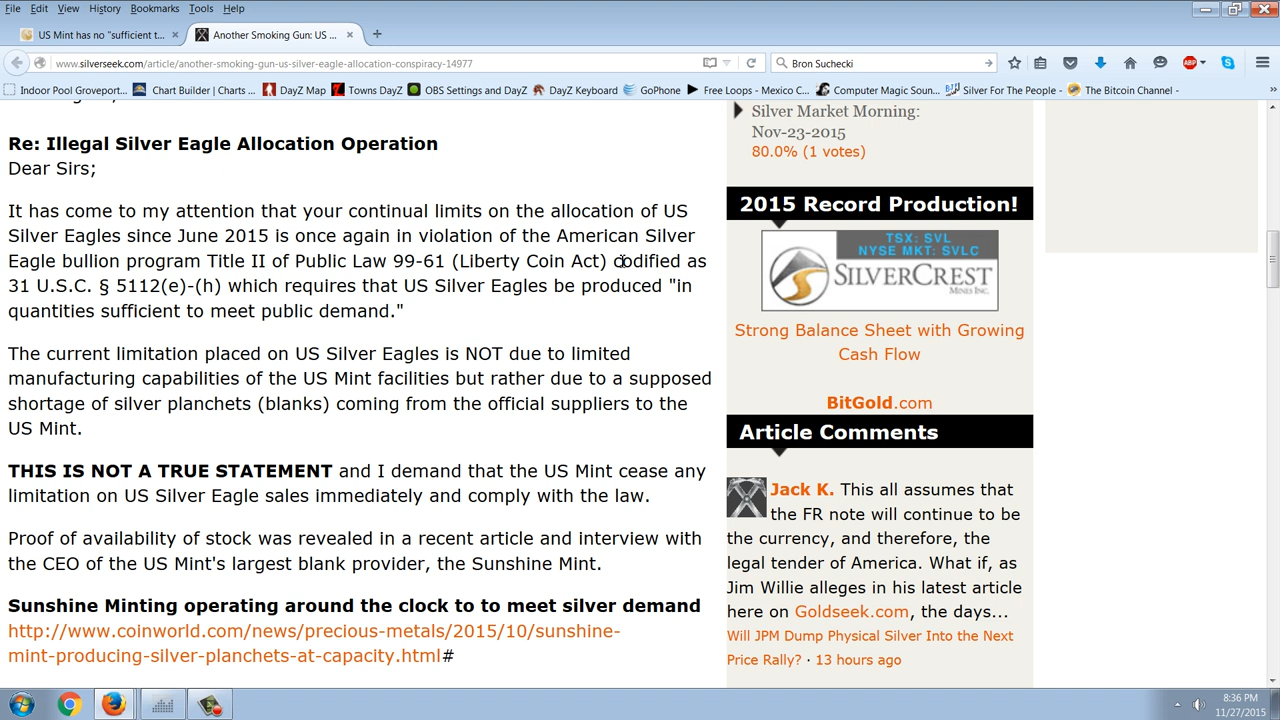 File Edit View History Bookmarks Tools Help
US Mint has no "sufficient t... × Another Smoking Gun: US ... × +
www.silverseek.com/article/another-smoking-gun-us-silver-eagle-allocation-conspiracy-14977 Bron Suchecki
Indoor Pool Groveport... Chart Builder | Charts ... DayZ Map Towing DayZ OBS Settings and DayZ DayZ Keyboard GoPhone Free Loops - Mexico C... Computer Magic Soun... Silver For The People - ... The Bitcoin Channel - ... »
Re: Illegal Silver Eagle Allocation Operation
Dear Sirs;
It has come to my attention that your continual limits on the allocation of US
Silver Eagles since June 2015 is once again in violation of the American Silver
Eagle bullion program Title II of Public Law 99-61 (Liberty Coin Act) codified as
31 U.S.C. § 5112(e)-(h) which requires that US Silver Eagles be produced "in
quantities sufficient to meet public demand."
The current limitation placed on US Silver Eagles is NOT due to limited
manufacturing capabilities of the US Mint facilities but rather due to a supposed
shortage of silver planchets (blanks) coming from the official suppliers to the
US Mint.
THIS IS NOT A TRUE STATEMENT and I demand that the US Mint cease any
limitation on US Silver Eagle sales immediately and comply with the law.
Proof of availability of stock was revealed in a recent article and interview with
the CEO of the US Mint's largest blank provider, the Sunshine Mint.
Sunshine Minting operating around the clock to to meet silver demand
http://www.coinworld.com/news/precious-metals/2015/10/sunshine-
mint-producing-silver-planchets-at-capacity.html#
Silver Market Morning:
Nov-23-2015
80.0% (1 votes)
2015 Record Production!
TSX: SVL
NYSE MKT: SVLC
SILVERCREST
MINES INC.
Strong Balance Sheet with Growing
Cash Flow
BitGold.com
Article Comments
Jack K. This all assumes that
the FR note will continue to be
the currency, and therefore, the
legal tender of America. What if, as
Jim Willie alleges in his latest article
here on Goldseek.com, the days...
Will JPM Dump Physical Silver Into the Next
Price Rally? · 13 hours ago
8:36 PM
11/27/2015